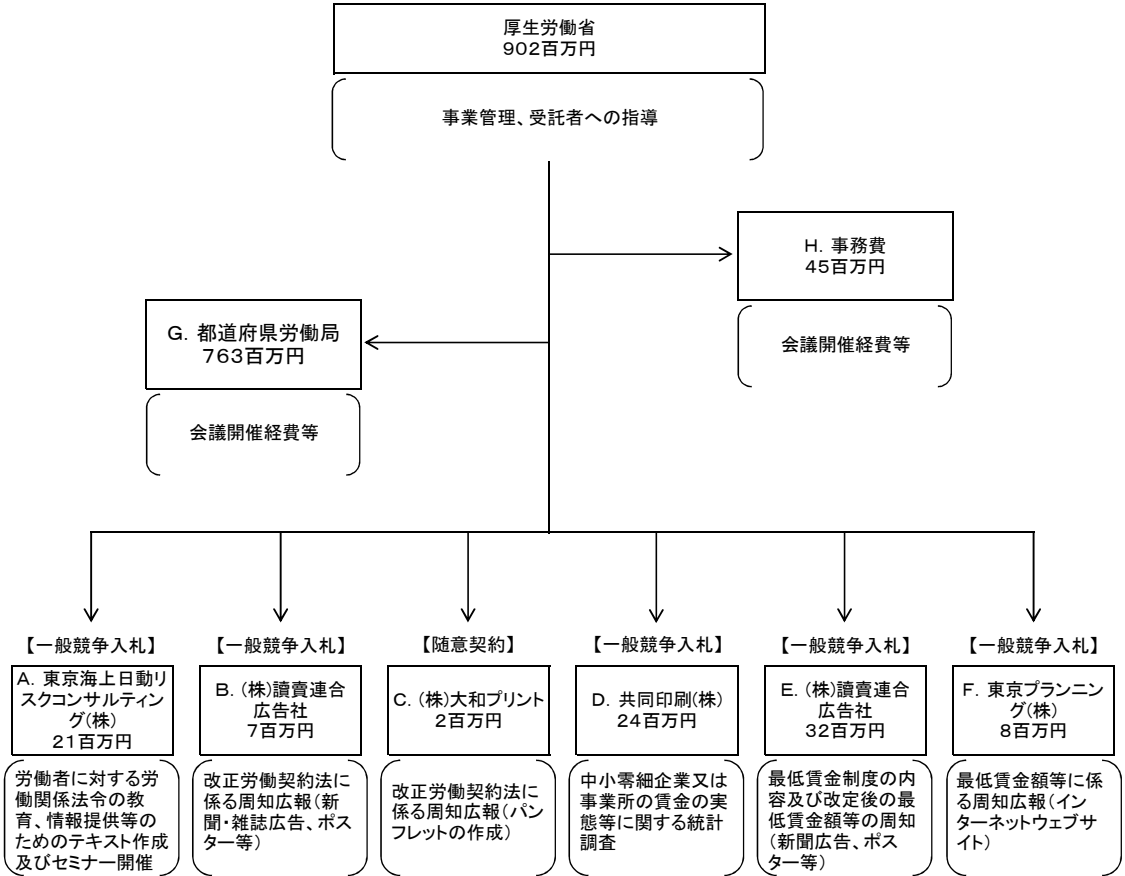 厚生労働省
902百万円
事業管理、受託者への指導
H. 事務費
45百万円
会議開催経費等
G. 都道府県労働局
763百万円
会議開催経費等
【一般競争入札】
A. 東京海上日動リ
スクコンサルティン
グ(株)
21百万円
労働者に対する労
働関係法令の教
育、情報提供等の
ためのテキスト作成
及びセミナー開催
【一般競争入札】
B. (株)讀賣連合
広告社
7百万円
改正労働契約法に
係る周知広報(新
聞・雑誌広告、ポス
ター等)
【随意契約】
C. (株)大和プリント
2百万円
改正労働契約法に
係る周知広報(パン
フレットの作成)
【一般競争入札】
D. 共同印刷(株)
24百万円
中小零細企業又は
事業所の賃金の実
態等に関する統計
調査
【一般競争入札】
E. (株)讀賣連合
広告社
32百万円
最低賃金制度の内
容及び改定後の最
低賃金額等の周知
(新聞広告、ポス
ター等)
【一般競争入札】
F. 東京プランニン
グ(株)
8百万円
最低賃金額等に係
る周知広報(イン
ターネットウェブサ
イト)